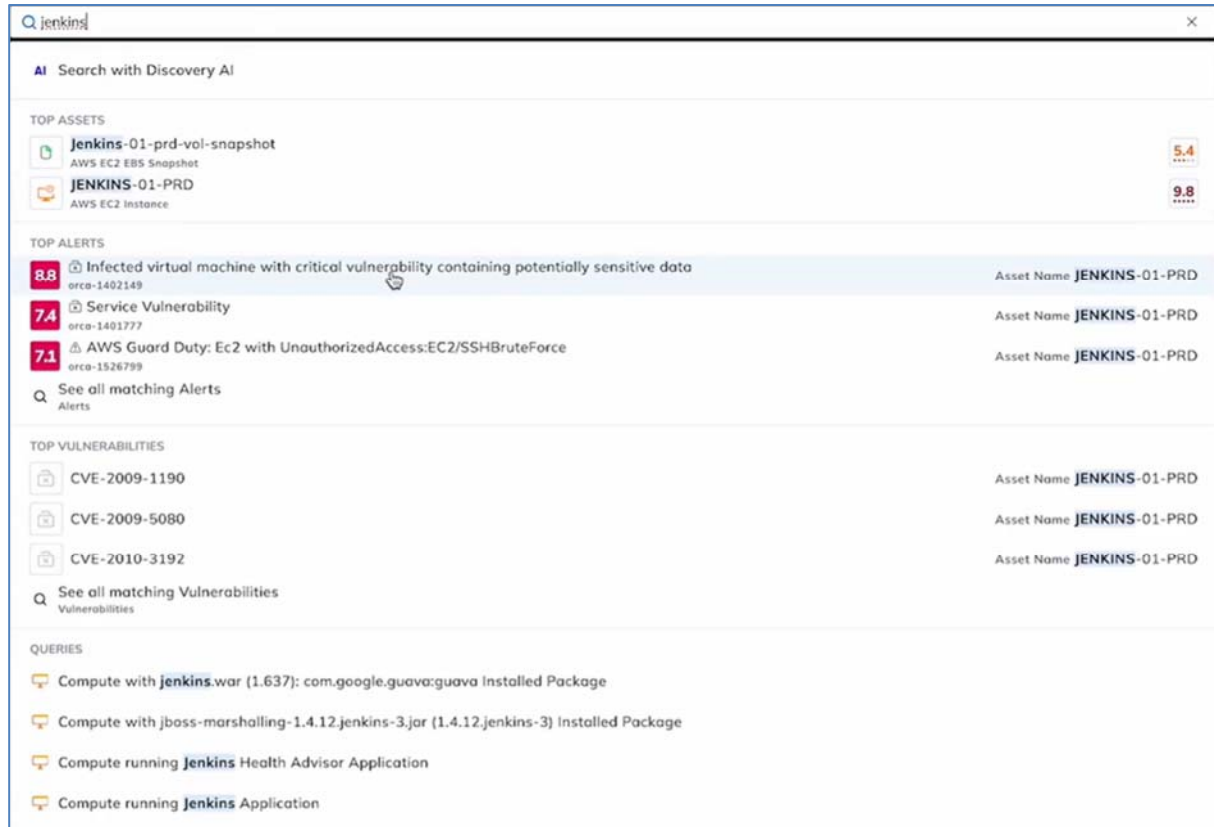 jenkins
AI Search with Discovery AI
TOP ASSETS
Jenkins-01-prd-vol-snapshot
AWS EC2 EBS Snapshot
5.4
JENKINS-01-PRD
AWS EC2 Instance
9.8
TOP ALERTS
8.8 Infected virtual machine with critical vulnerability containing potentially sensitive data
orca-1402149
Asset Name JENKINS-01-PRD
7.4 Service Vulnerability
orca-1401777
Asset Name JENKINS-01-PRD
7.1 AWS Guard Duty: Ec2 with UnauthorizedAccess:EC2/SSHBruteForce
orca-1526799
Asset Name JENKINS-01-PRD
See all matching Alerts
Alerts
TOP VULNERABILITIES
CVE-2009-1190 Asset Name JENKINS-01-PRD
CVE-2009-5080 Asset Name JENKINS-01-PRD
CVE-2010-3192 Asset Name JENKINS-01-PRD
See all matching Vulnerabilities
Vulnerabilities
QUERIES
Compute with jenkins.war (1.637): com.google.guava:guava Installed Package
Compute with jboss-marshalling-1.4.12.jenkins-3.jar (1.4.12.jenkins-3) Installed Package
Compute running Jenkins Health Advisor Application
Compute running Jenkins Application